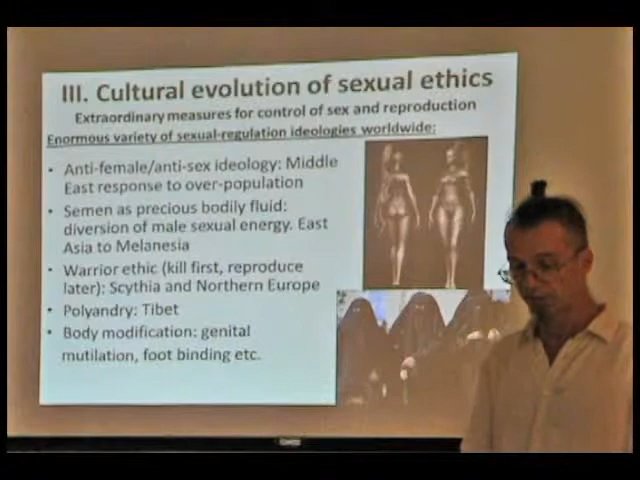 III. Cultural evolution of sexual ethics
Extraordinary measures for control of sex and reproduction
Enormous variety of sexual-regulation ideologies worldwide:
• Anti-female/anti-sex ideology: Middle
East response to over-population
• Semen as precious bodily fluid:
diversion of male sexual energy. East
Asia to Melanesia
• Warrior ethic (kill first, reproduce
later): Scythia and Northern Europe
• Polyandry: Tibet
• Body modification: genital
mutilation, foot binding etc.